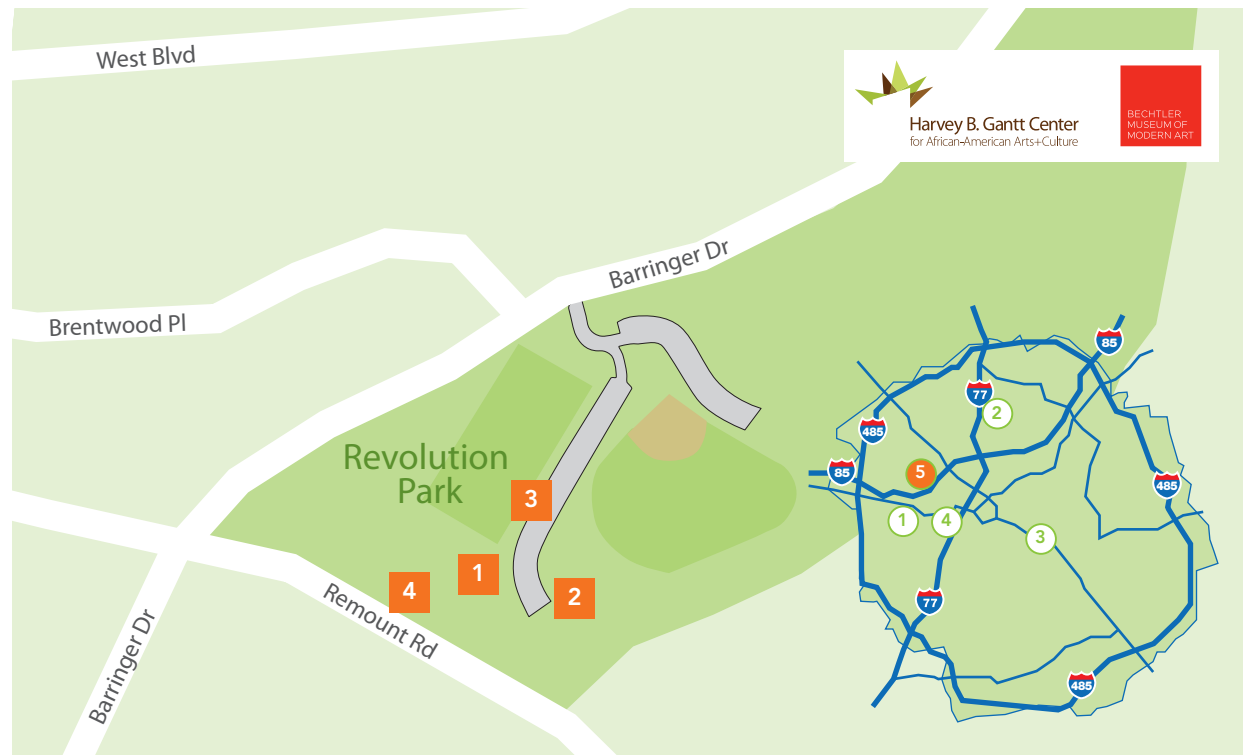 West Blvd
Harvey B. Gantt Center
for African-American Arts+Culture
BECHTLER
MUSEUM OF
MODERN ART
Barringer Dr
Brentwood Pl
Revolution
Park
3
1
2
4
Remount Rd
Barringer Dr
85
77
2
485
85
5
485
1
4
3
77
485